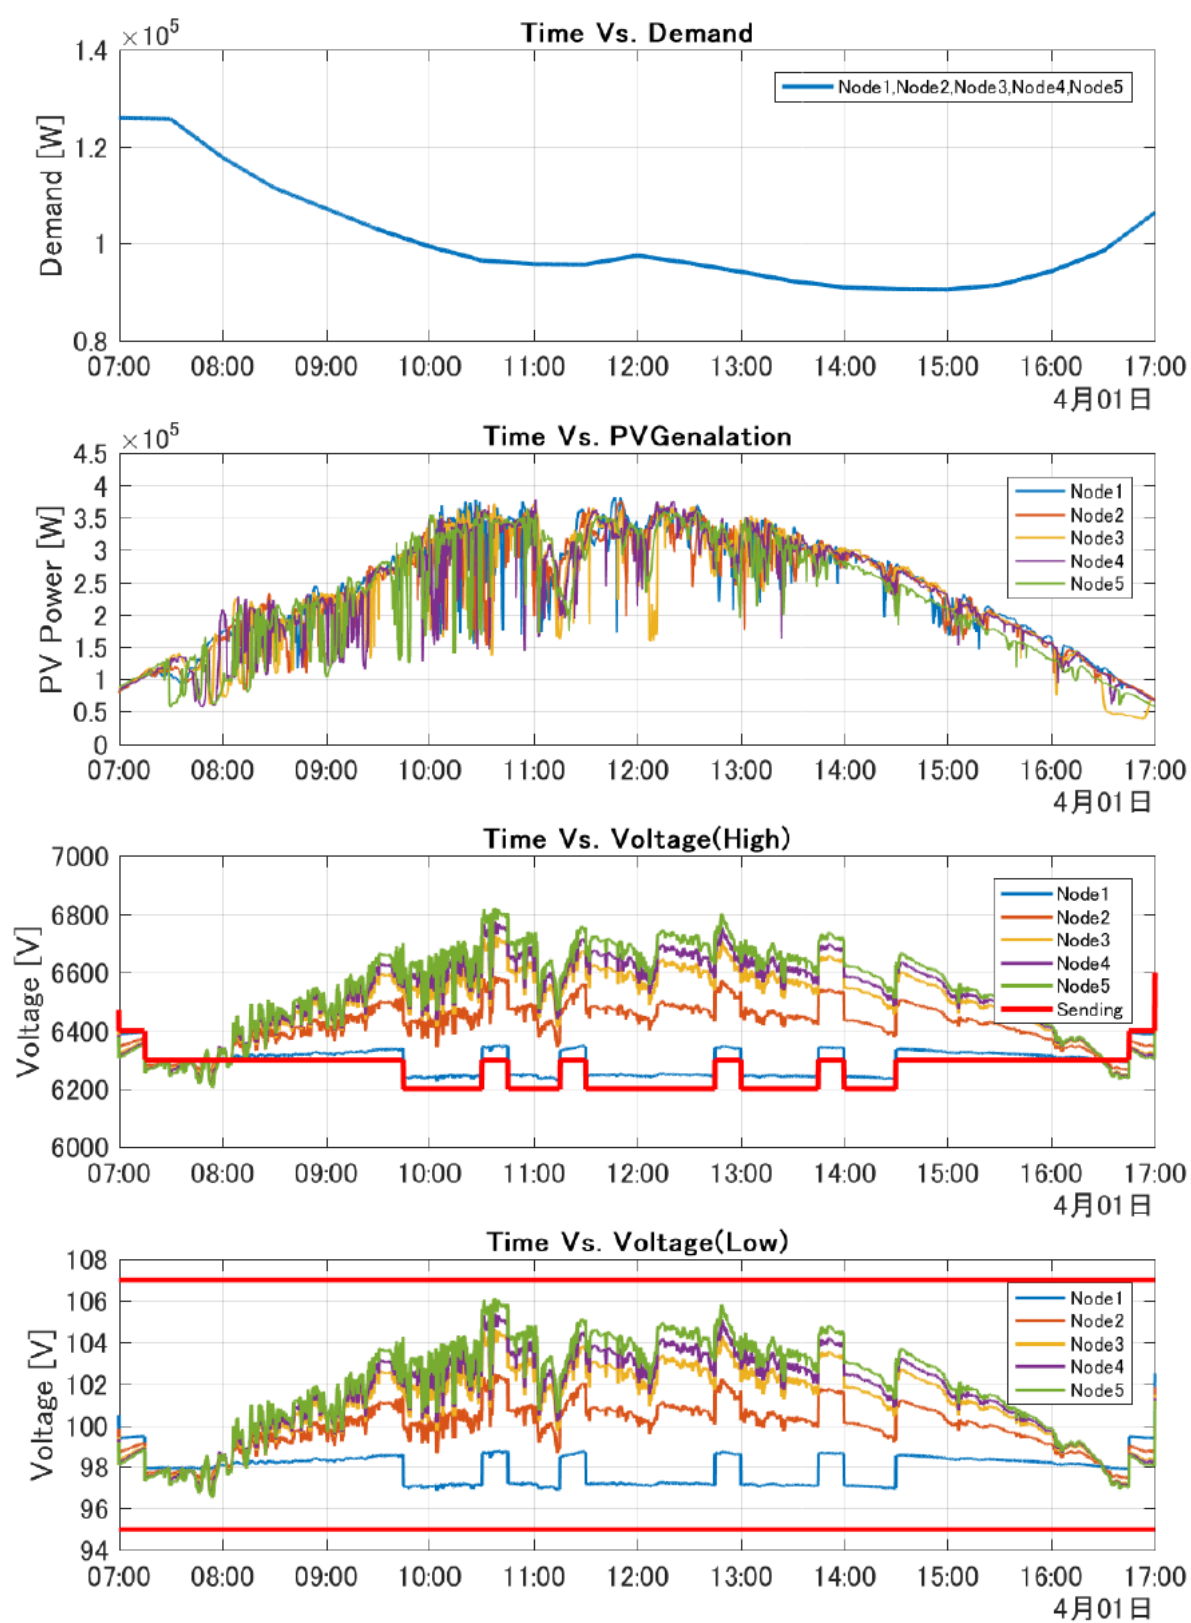 Time Vs. Demand
×10^5
1.4
1.2
1
0.8
Demand [W]
Node1,Node2,Node3,Node4,Node5
07:00 08:00 09:00 10:00 11:00 12:00 13:00 14:00 15:00 16:00 17:00
4月01日
Time Vs. PVGenalation
×10^5
4.5
4
3.5
3
2.5
2
1.5
1
0.5
0
PV Power [W]
Node1
Node2
Node3
Node4
Node5
07:00 08:00 09:00 10:00 11:00 12:00 13:00 14:00 15:00 16:00 17:00
4月01日
Time Vs. Voltage(High)
7000
6800
6600
6400
6200
6000
Voltage [V]
Node1
Node2
Node3
Node4
Node5
Sending
07:00 08:00 09:00 10:00 11:00 12:00 13:00 14:00 15:00 16:00 17:00
4月01日
Time Vs. Voltage(Low)
108
106
104
102
100
98
96
94
Voltage [V]
Node1
Node2
Node3
Node4
Node5
07:00 08:00 09:00 10:00 11:00 12:00 13:00 14:00 15:00 16:00 17:00
4月01日